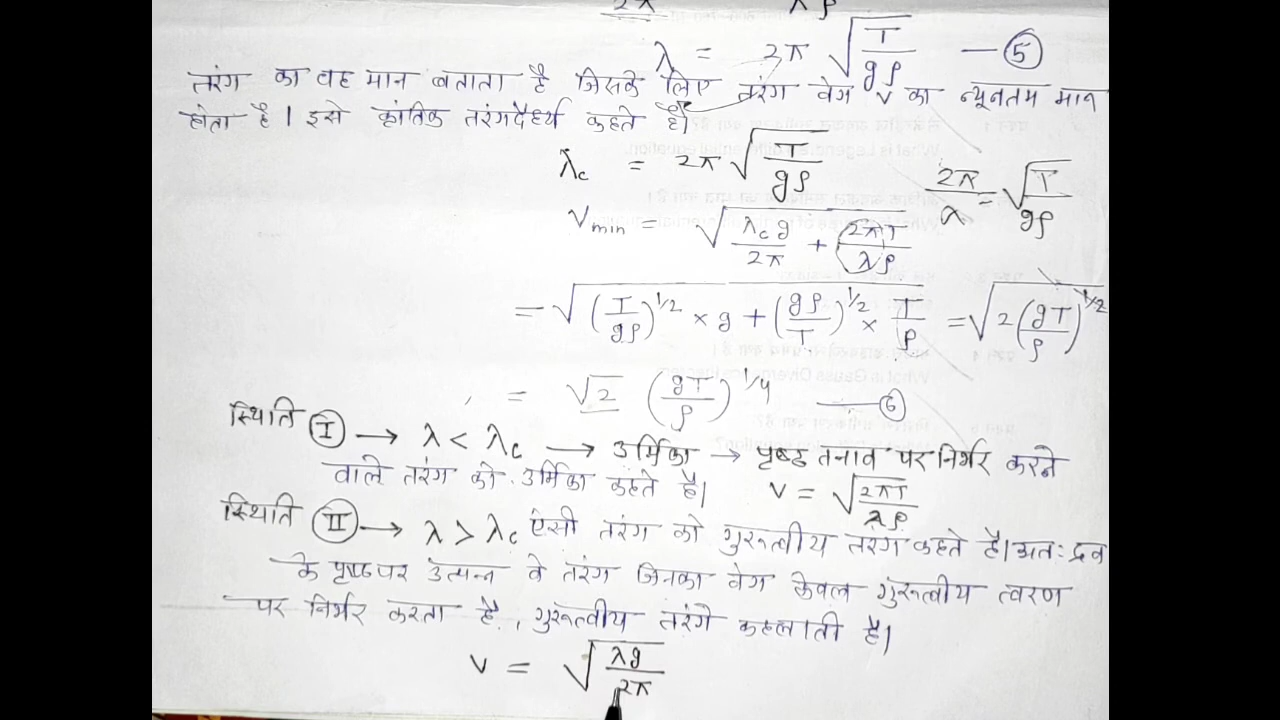 λ = 2π √(T/gρ) — ⑤
तरंग का वह मान बताता है जिसके लिए तरंग वेग v का न्यूनतम मान
होता है। इसे क्रांतिक तरंगदैर्ध्य कहते है।
λc = 2π √(T/gρ)
2π/λ = √(T/gρ)
Vmin = √(λc g/2π + 2πT/λρ)
= √((T/gρ)^1/2 × g + (gρ/T)^1/2 × T/ρ) = √(2(gT/ρ)^1/2)
= √2 (gT/ρ)^1/4 — ⑥
स्थिति Ⓘ → λ < λc → उर्मिका → पृष्ठ तनाव पर निर्भर करने
वाले तरंग को उर्मिका कहते है। v = √(2πT/λρ)
स्थिति II → λ > λc ऐसी तरंग को गुरुत्वीय तरंग कहते है। अतः द्रव
के पृष्ठ पर उत्पन्न वे तरंग जिनका वेग केवल गुरुत्वीय त्वरण
पर निर्भर करता है, गुरुत्वीय तरंगे कहलाती है।
v = √(λg/2π)